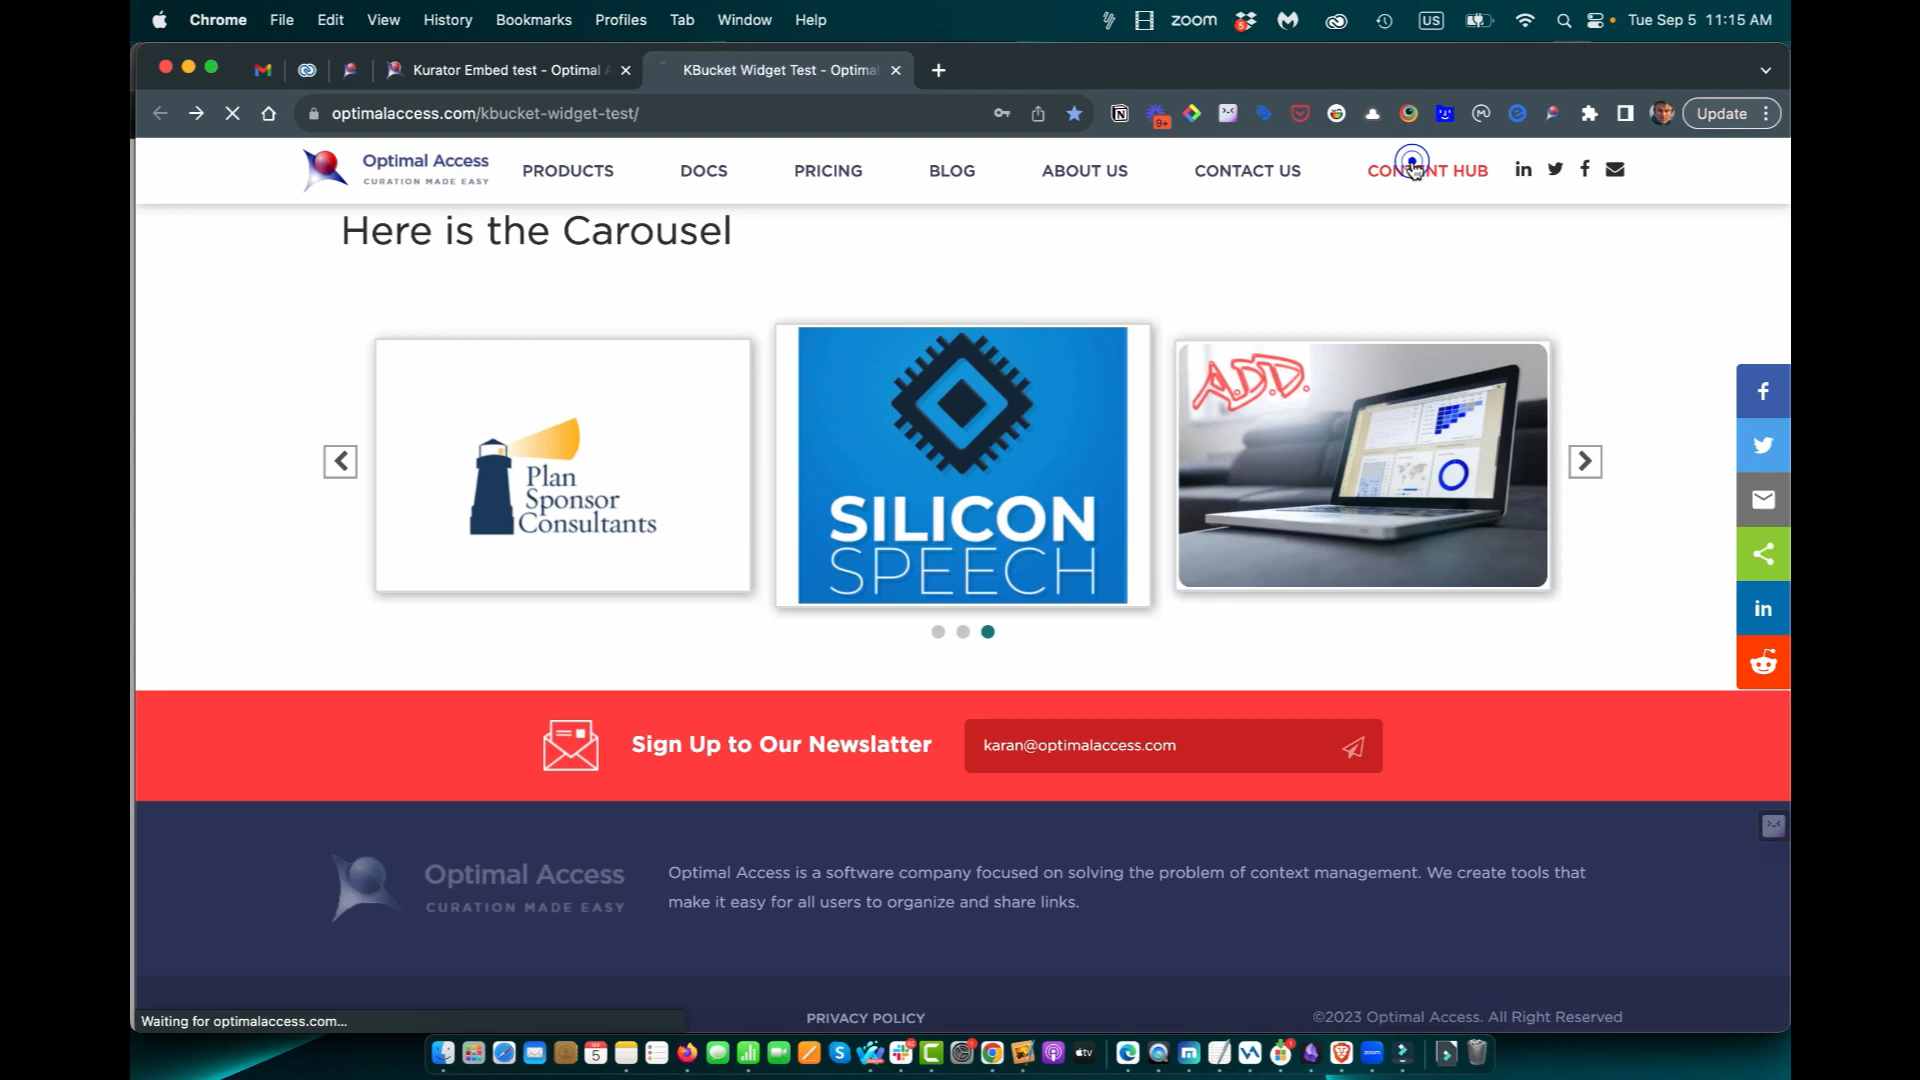 Chrome File Edit View History Bookmarks Profiles Tab Window Help zoom 5 US Tue Sep 5 11:15 AM
Kurator Embed test - Optimal
KBucket Widget Test - Optimal
optimalaccess.com/kbucket-widget-test/
9+
Update
Optimal Access
CURATION MADE EASY
PRODUCTS DOCS PRICING BLOG ABOUT US CONTACT US CONTENT HUB
Here is the Carousel
Plan
Sponsor
Consultants
SILICON
SPEECH
A.D.D.
Sign Up to Our Newslatter
karan@optimalaccess.com
Optimal Access
CURATION MADE EASY
Optimal Access is a software company focused on solving the problem of context management. We create tools that
make it easy for all users to organize and share links.
Waiting for optimalaccess.com...
PRIVACY POLICY
©2023 Optimal Access. All Right Reserved